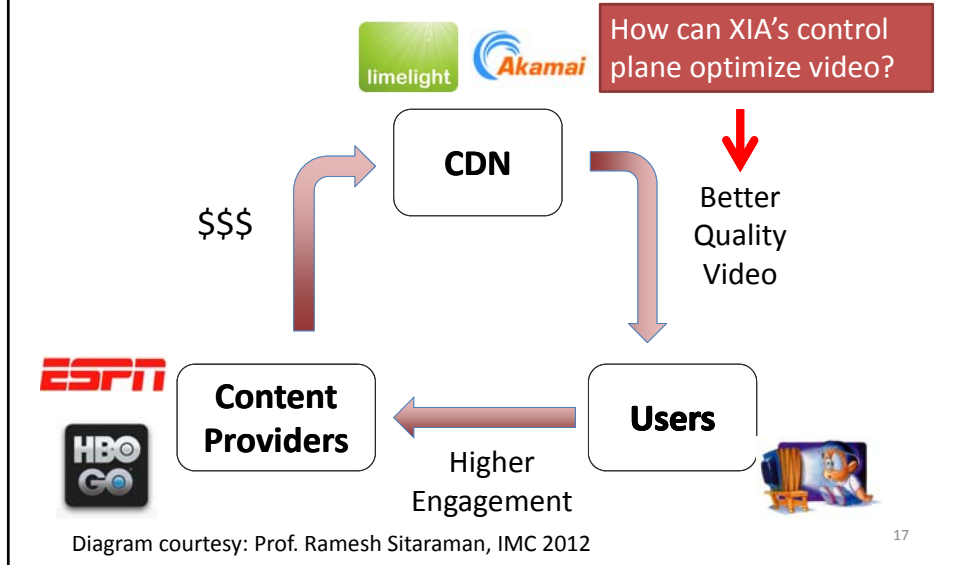 limelight
Akamai
How can XIA's control
plane optimize video?
CDN
$$$
Better
Quality
Video
ESPN
HBO
GO
Content
Providers
Users
Higher
Engagement
Diagram courtesy: Prof. Ramesh Sitaraman, IMC 2012
17